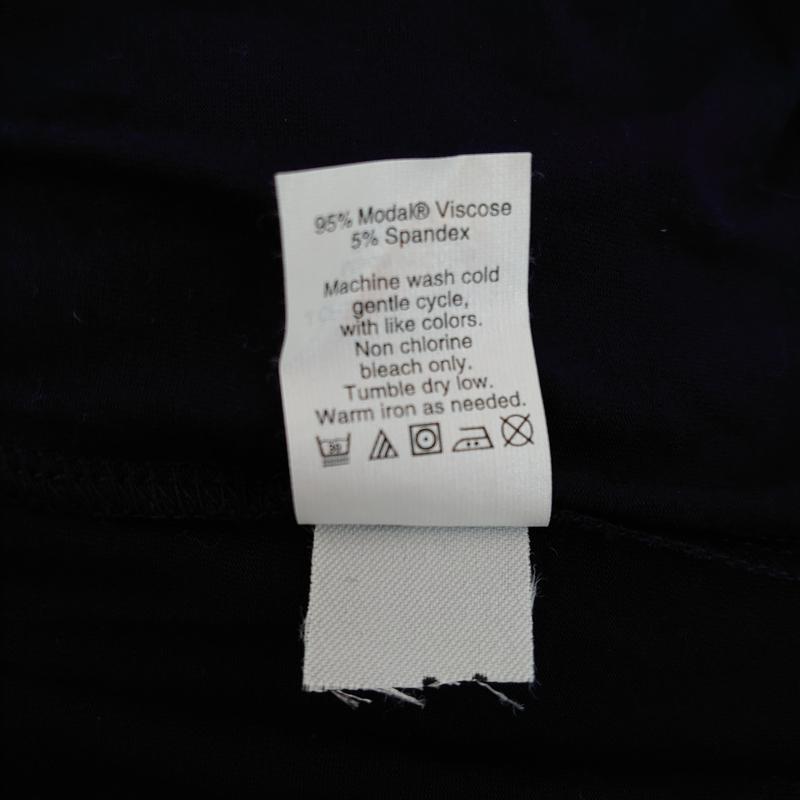 95% Modal® Viscose
5% Spandex
Machine wash cold
gentle cycle,
with like colors.
Non chlorine
bleach only.
Tumble dry low.
Warm iron as needed.
30